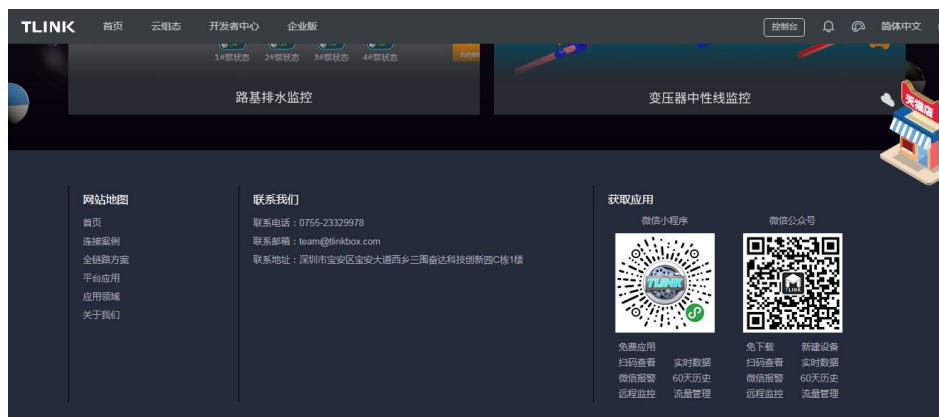 TLINK 首页 云组态 开发者中心 企业版 控制台 简体中文
1#泵状态 2#泵状态 3#泵状态 4#泵状态
路基排水监控 变压器中性线监控
天猫店
网站地图
首页
连接案例
全链路方案
平台应用
应用领域
关于我们
联系我们
联系电话：0755-23329978
联系邮箱：team@tlinkbox.com
联系地址：深圳市宝安区宝安大道西乡三围奋达科技创新园C栋1楼
获取应用
微信小程序 微信公众号
TLINK TLINK
免费应用 免下载 新建设备
扫码查看 实时数据 扫码查看 实时数据
微信报警 60天历史 微信报警 60天历史
远程监控 流量管理 远程监控 流量管理